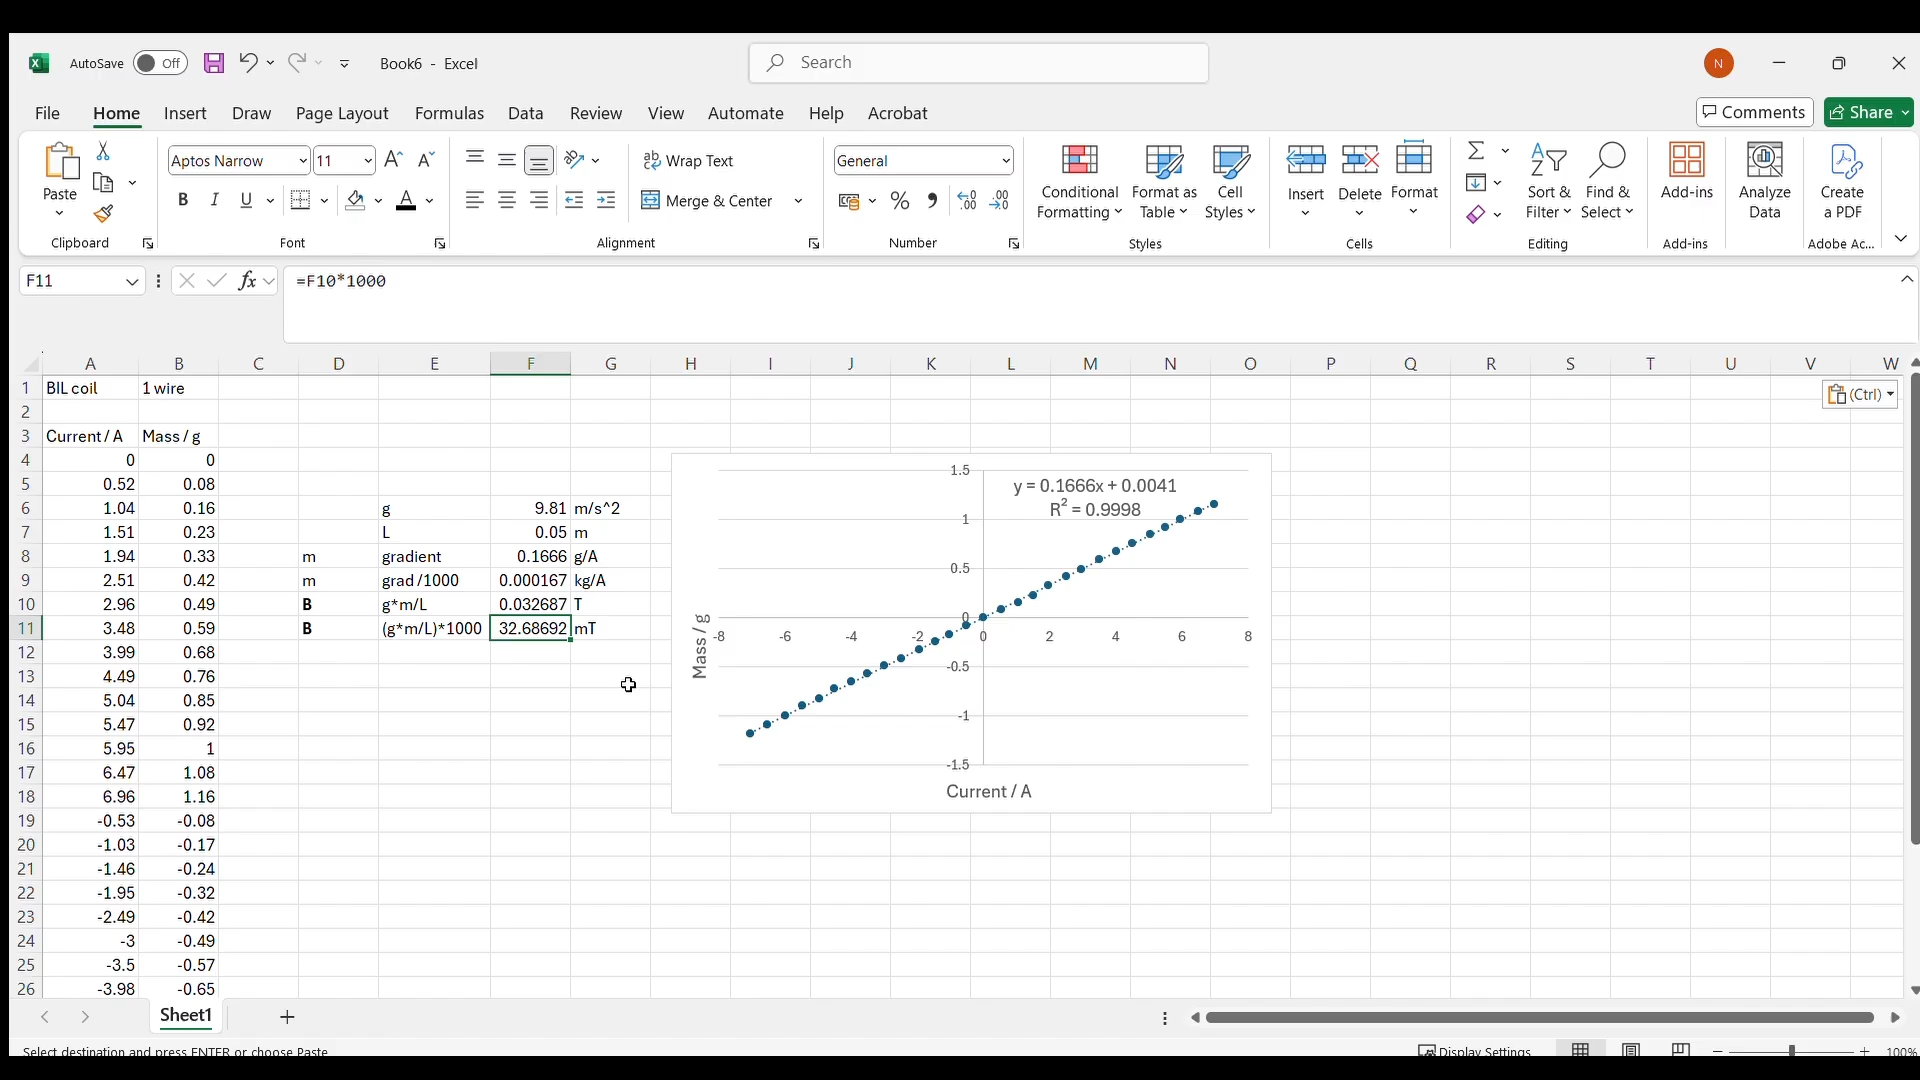 AutoSave Off Book6 - Excel Search N
File Home Insert Draw Page Layout Formulas Data Review View Automate Help Acrobat Comments Share
Paste
Clipboard
Aptos Narrow 11
B I U
Font
Wrap Text
Merge & Center
Alignment
General
Number
Conditional Formatting
Format as Table
Cell Styles
Styles
Insert
Delete
Format
Cells
Sort & Filter
Find & Select
Editing
Add-ins
Add-ins
Analyze Data
Create a PDF
Adobe Ac...
F11 fx =F10*1000
A B C D E F G H I J K L M N O P Q R S T U V W
1 BIL coil 1 wire (Ctrl)
2
3 Current / A Mass / g
4 0 0
5 0.52 0.08
6 1.04 0.16 g 9.81 m/s^2
7 1.51 0.23 L 0.05 m
8 1.94 0.33 m gradient 0.1666 g/A
9 2.51 0.42 m grad /1000 0.000167 kg/A
10 2.96 0.49 B g*m/L 0.032687 T
11 3.48 0.59 B (g*m/L)*1000 32.68692 mT
12 3.99 0.68
13 4.49 0.76
14 5.04 0.85
15 5.47 0.92
16 5.95 1
17 6.47 1.08
18 6.96 1.16
19 -0.53 -0.08
20 -1.03 -0.17
21 -1.46 -0.24
22 -1.95 -0.32
23 -2.49 -0.42
24 -3 -0.49
25 -3.5 -0.57
26 -3.98 -0.65
y = 0.1666x + 0.0041
R² = 0.9998
1.5
1
0.5
0
-0.5
-1
-1.5
-8 -6 -4 -2 0 2 4 6 8
Mass / g
Current / A
Sheet1
Select destination and press ENTER or choose Paste Display Settings 100%